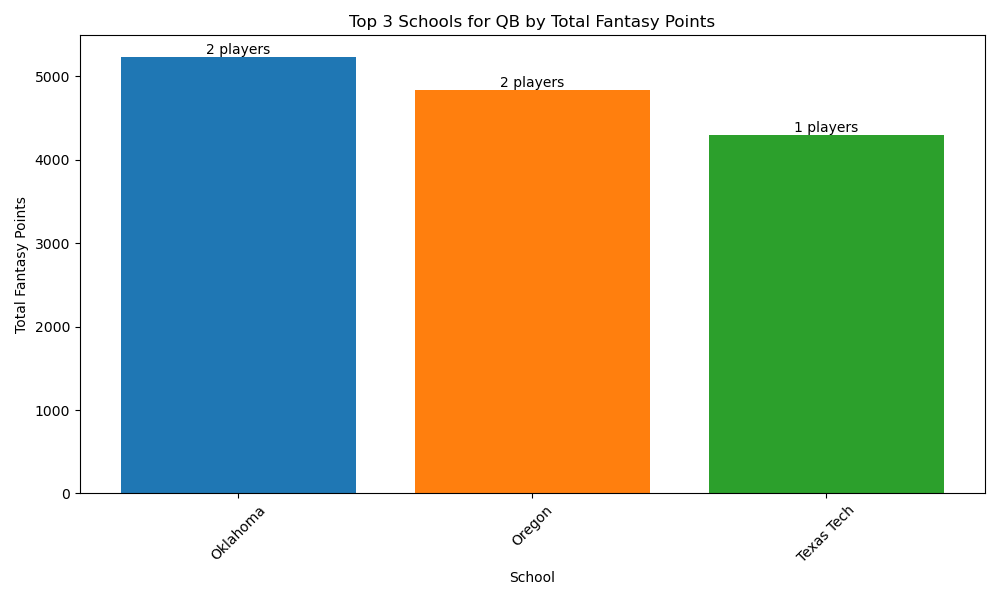 Top 3 Schools for QB by Total Fantasy Points
2 players
2 players
1 players
Total Fantasy Points
5000
4000
3000
2000
1000
0
Oklahoma
Oregon
Texas Tech
School